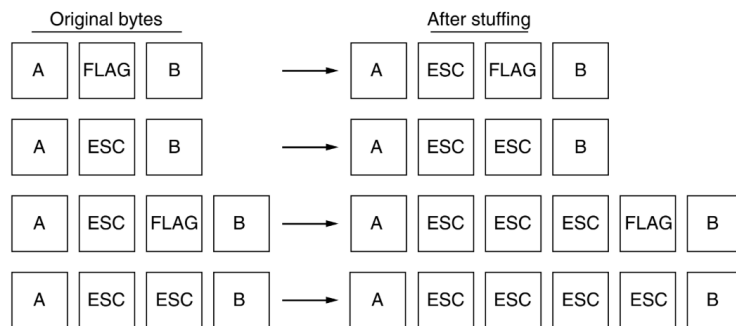 Original bytes After stuffing
A FLAG B A ESC FLAG B
A ESC B A ESC ESC B
A ESC FLAG B A ESC ESC ESC FLAG B
A ESC ESC B A ESC ESC ESC ESC B